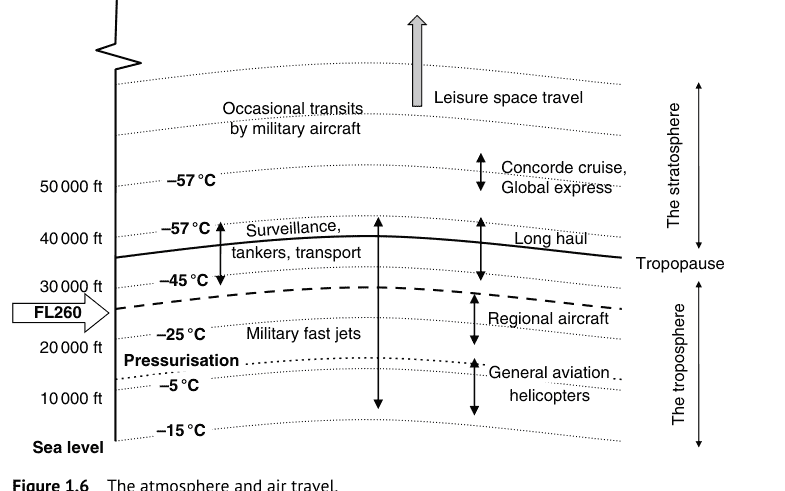 Leisure space travel
Occasional transits
by military aircraft
The stratosphere
Concorde cruise,
Global express
50 000 ft
–57 °C
–57 °C
40 000 ft
Surveillance,
tankers, transport
Long haul
Tropopause
–45 °C
30 000 ft
FL260
Regional aircraft
–25 °C
Military fast jets
20 000 ft
The troposphere
Pressurisation
General aviation
helicopters
–5 °C
10 000 ft
–15 °C
Sea level
Figure 1.6 The atmosphere and air travel.